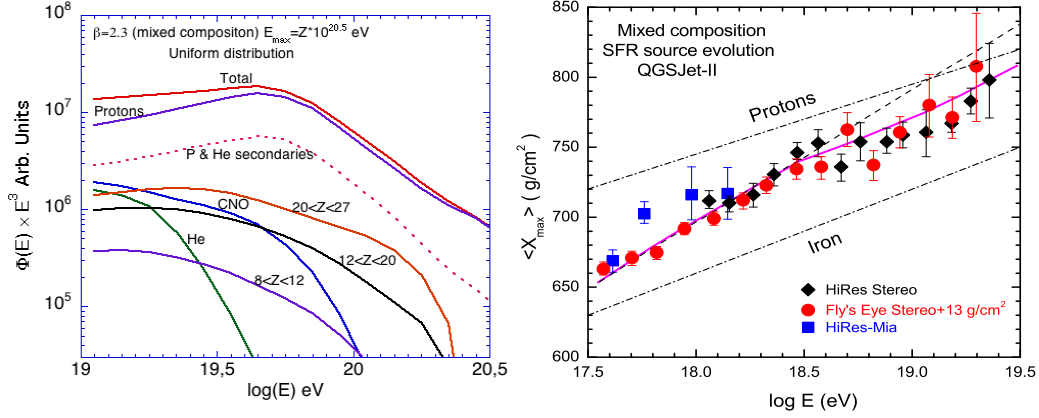 β=2.3 (mixed compositon) E_max=Z*10^20.5 eV
Uniform distribution
Total
Protons
P & He secondaries
CNO
20<Z<27
He
12<Z<20
8<Z<12
Φ(E) × E^3 Arb. Units
10^8
10^7
10^6
10^5
19
19,5
20
20,5
log(E) eV
Mixed composition
SFR source evolution
QGSJet-II
Protons
Iron
HiRes Stereo
Fly's Eye Stereo+13 g/cm^2
HiRes-Mia
<X_max> ( g/cm^2)
800
750
700
650
600
17.5
18.0
18.5
19.0
19.5
log E (eV)